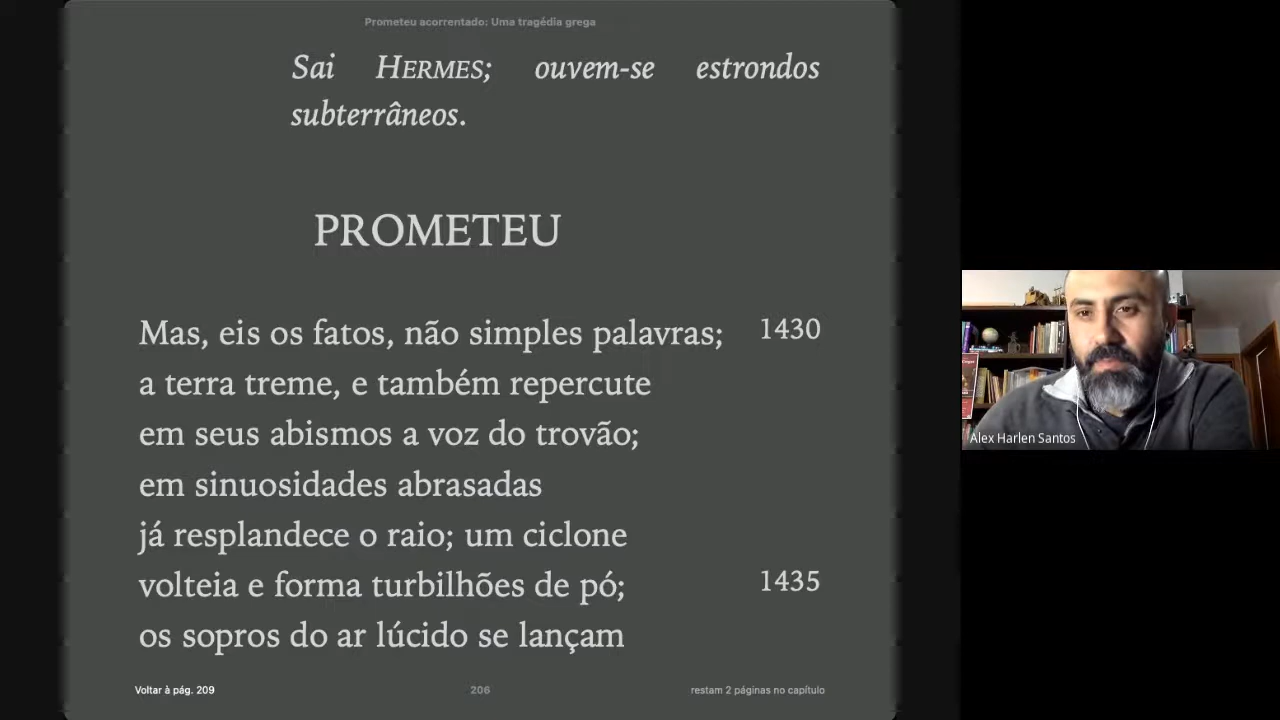 Prometeu acorrentado: Uma tragédia grega
Sai HERMES; ouvem-se estrondos
subterrâneos.
PROMETEU
Mas, eis os fatos, não simples palavras; 1430
a terra treme, e também repercute
em seus abismos a voz do trovão;
em sinuosidades abrasadas
já resplandece o raio; um ciclone
volteia e forma turbilhões de pó; 1435
os sopros do ar lúcido se lançam
Voltar à pág. 209 206 restam 2 páginas no capítulo
Alex Harlen Santos